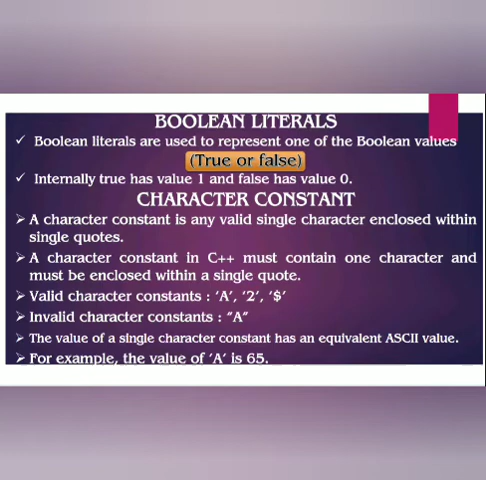 BOOLEAN LITERALS
✓ Boolean literals are used to represent one of the Boolean values
(True or false)
✓ Internally true has value 1 and false has value 0.
CHARACTER CONSTANT
➢ A character constant is any valid single character enclosed within
single quotes.
➢ A character constant in C++ must contain one character and
must be enclosed within a single quote.
➢ Valid character constants : 'A', '2', '$'
➢ Invalid character constants : "A"
➢ The value of a single character constant has an equivalent ASCII value.
➢ For example, the value of 'A' is 65.